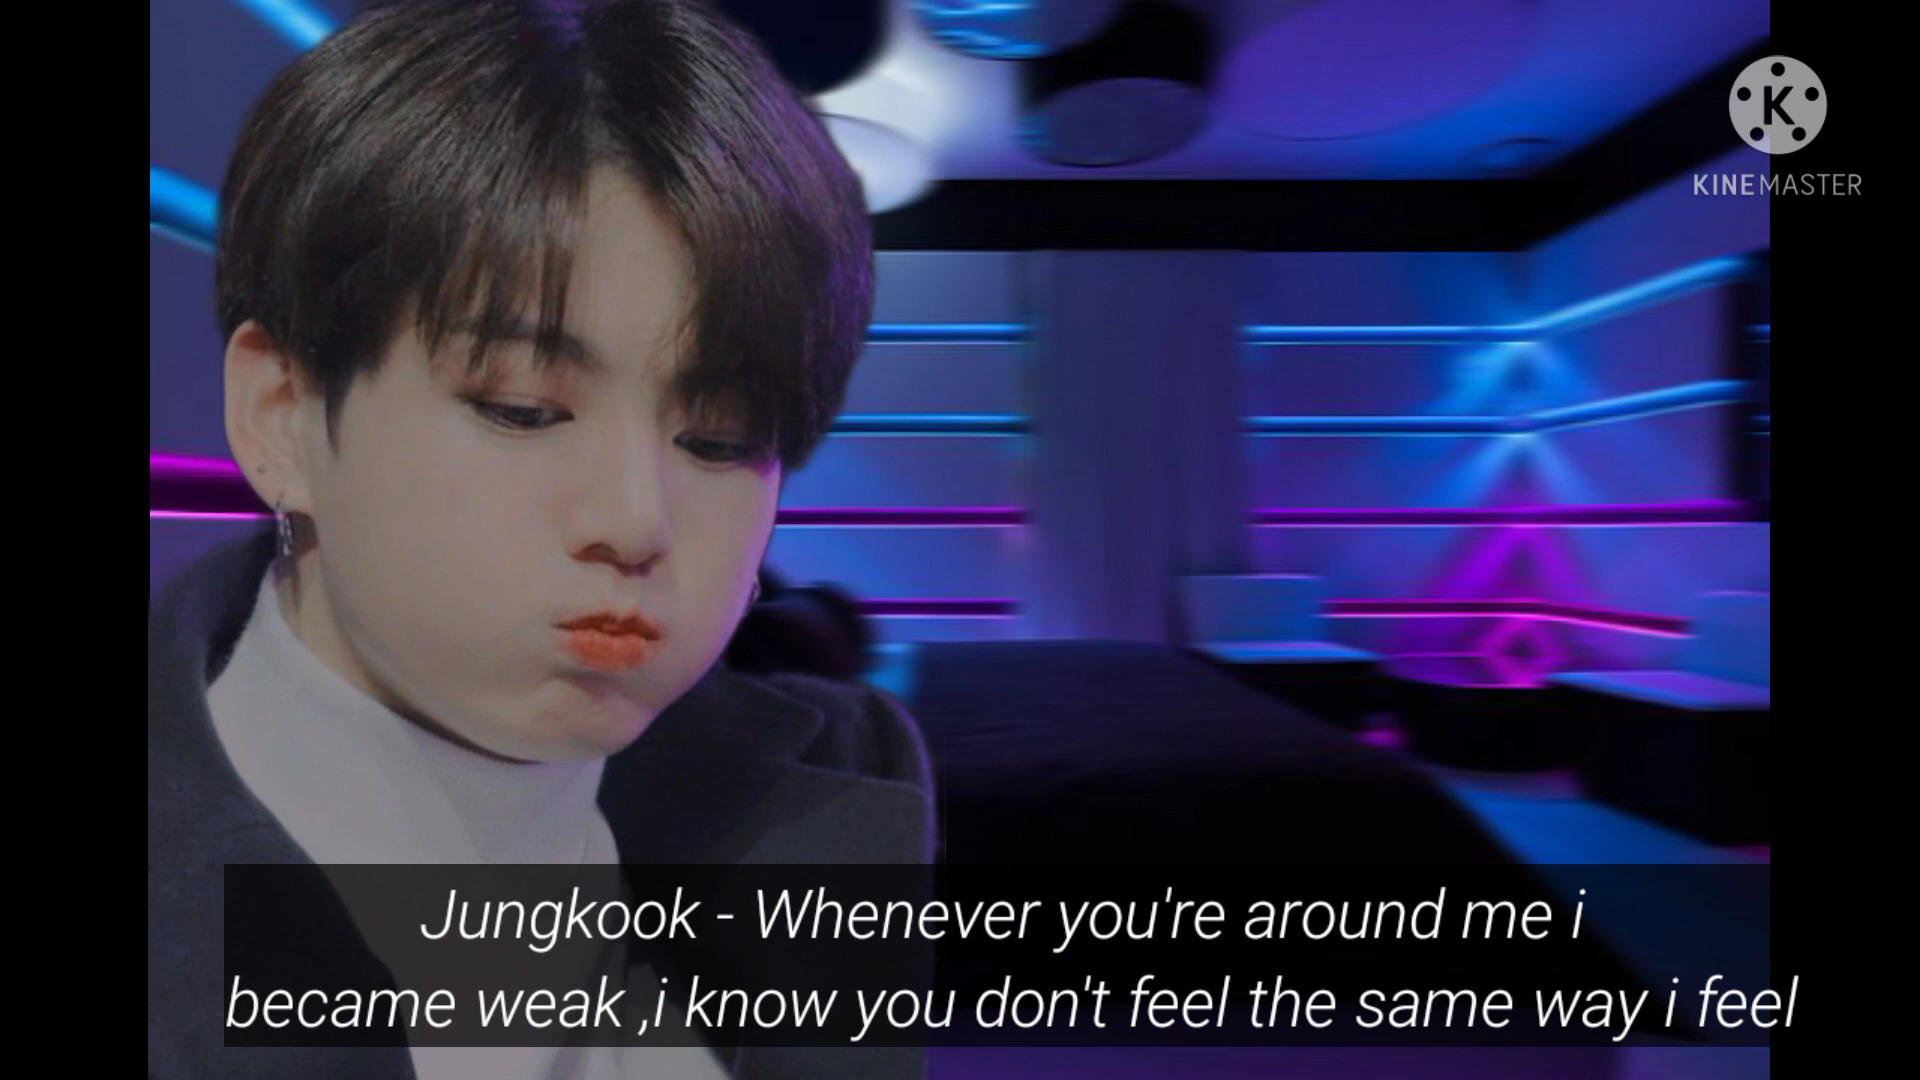 K
KINEMASTER
Jungkook - Whenever you're around me i
became weak ,i know you don't feel the same way i feel